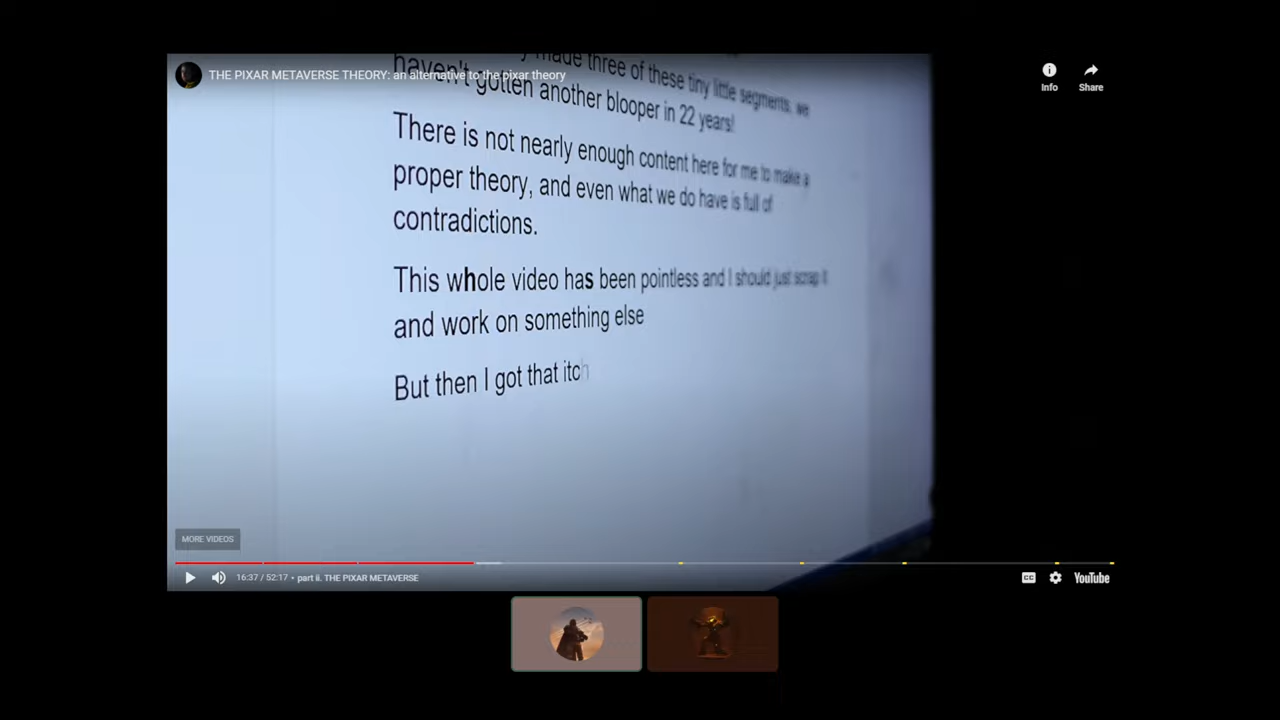 THE PIXAR METAVERSE THEORY: an alternative to the pixar theory
Info
Share
made three of these tiny little segments, we
haven't gotten another blooper in 22 years!
There is not nearly enough content here for me to make a
proper theory, and even what we do have is full of
contradictions.
This whole video has been pointless and I should just scrap it
and work on something else
But then I got that itch
MORE VIDEOS
16:37 / 52:17 • part ii. THE PIXAR METAVERSE
CC
YouTube